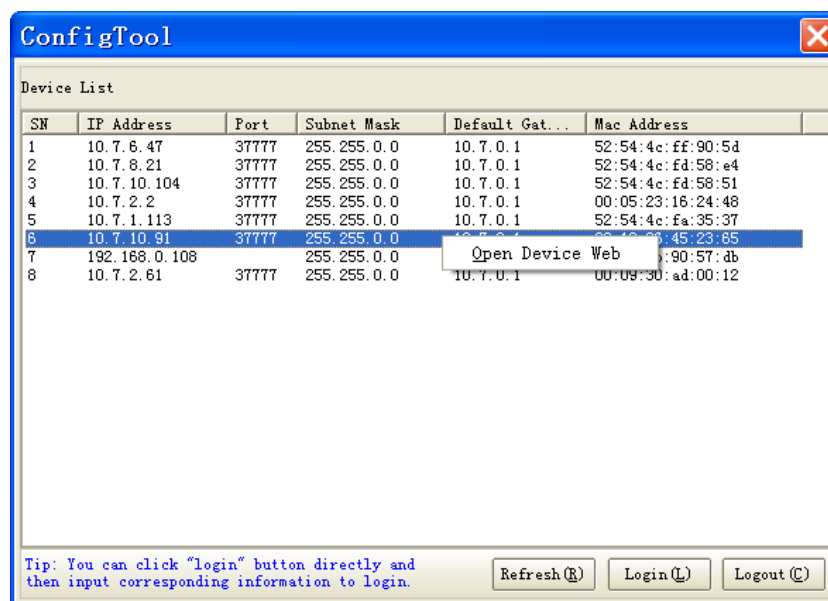 ConfigTool
Device List
SN IP Address Port Subnet Mask Default Gat... Mac Address
1 10.7.6.47 37777 255.255.0.0 10.7.0.1 52:54:4c:ff:90:5d
2 10.7.8.21 37777 255.255.0.0 10.7.0.1 52:54:4c:fd:58:e4
3 10.7.10.104 37777 255.255.0.0 10.7.0.1 52:54:4c:fd:58:51
4 10.7.2.2 37777 255.255.0.0 10.7.0.1 00:05:23:16:24:48
5 10.7.1.113 37777 255.255.0.0 10.7.0.1 52:54:4c:fa:35:37
6 10.7.10.91 37777 255.255.0.0 :45:23:65
Open Device Web
7 192.168.0.108 255.255.0.0 :90:57:db
8 10.7.2.61 37777 255.255.0.0 10.7.0.1 00:09:30:ad:00:12
Tip: You can click "login" button directly and
then input corresponding information to login.
Refresh(R) Login(L) Logout(C)